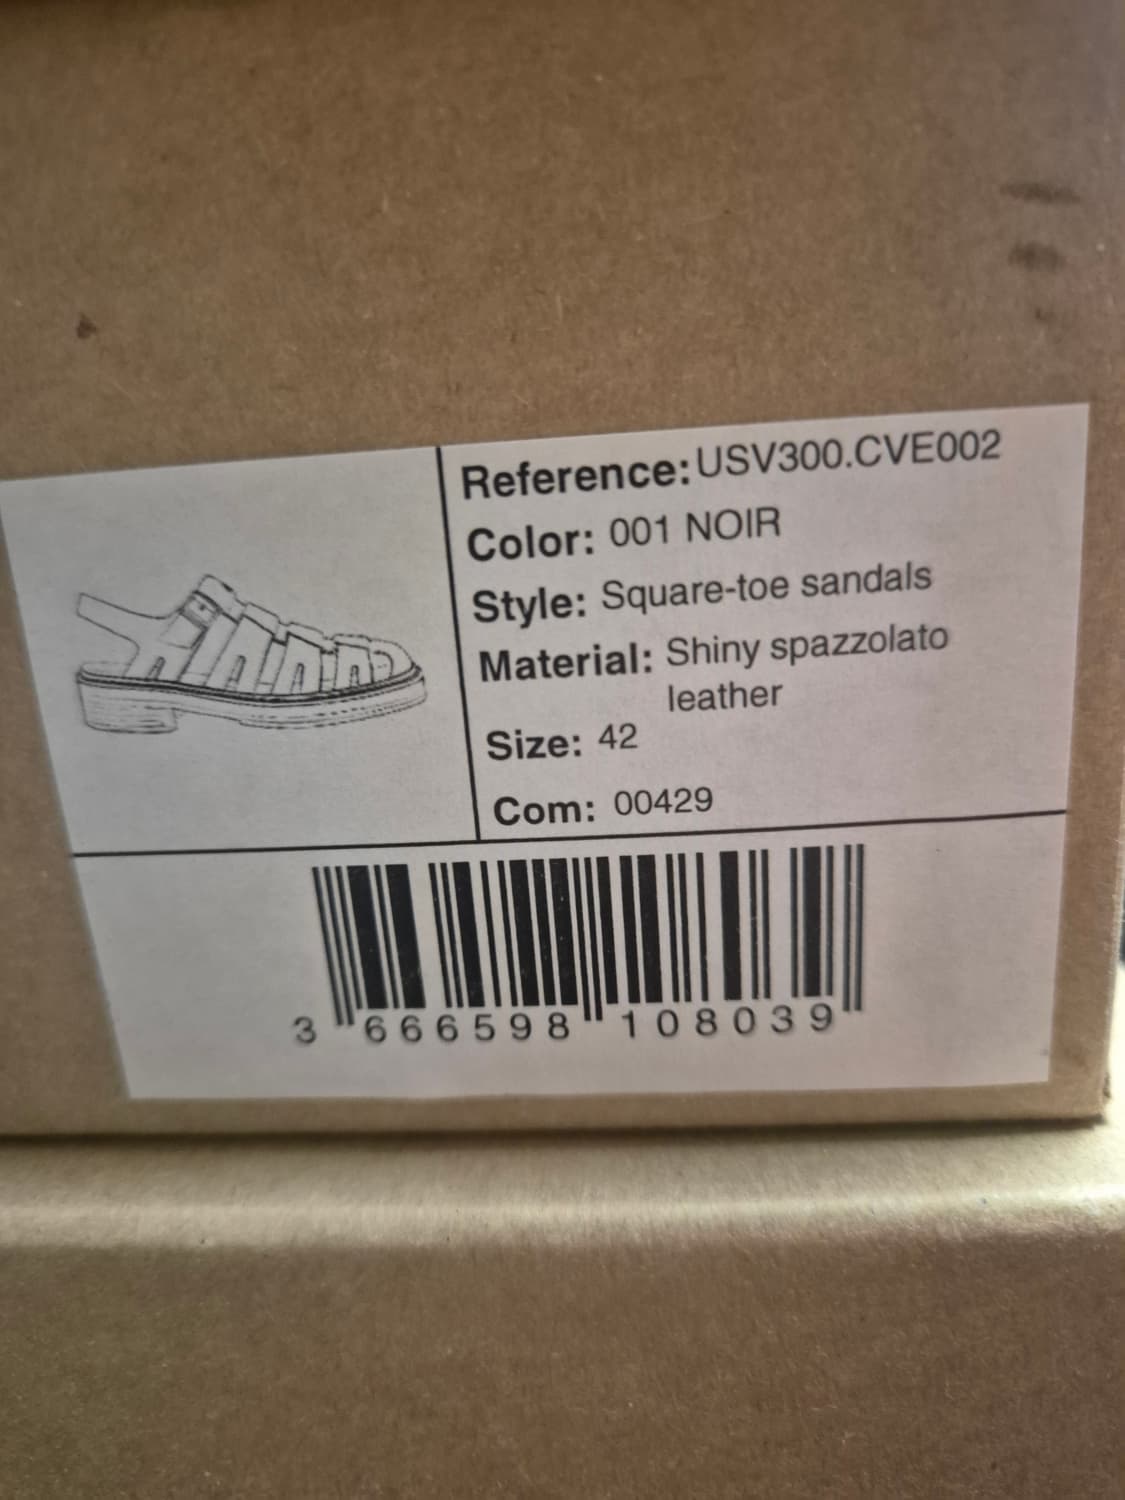 Reference: USV300.CVE002
Color: 001 NOIR
Style: Square-toe sandals
Material: Shiny spazzolato
leather
Size: 42
Com: 00429
3 666598 108039